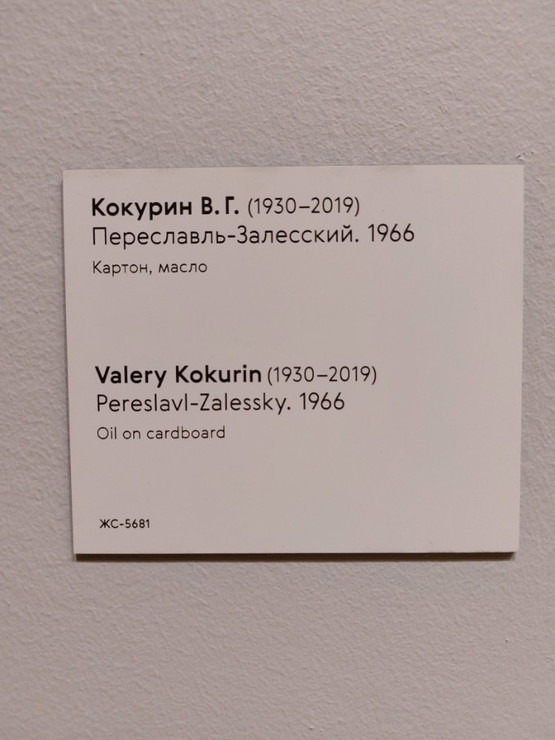 Кокурин В. Г. (1930–2019)
Переславль-Залесский. 1966
Картон, масло
Valery Kokurin (1930–2019)
Pereslavl-Zalessky. 1966
Oil on cardboard
ЖС-5681